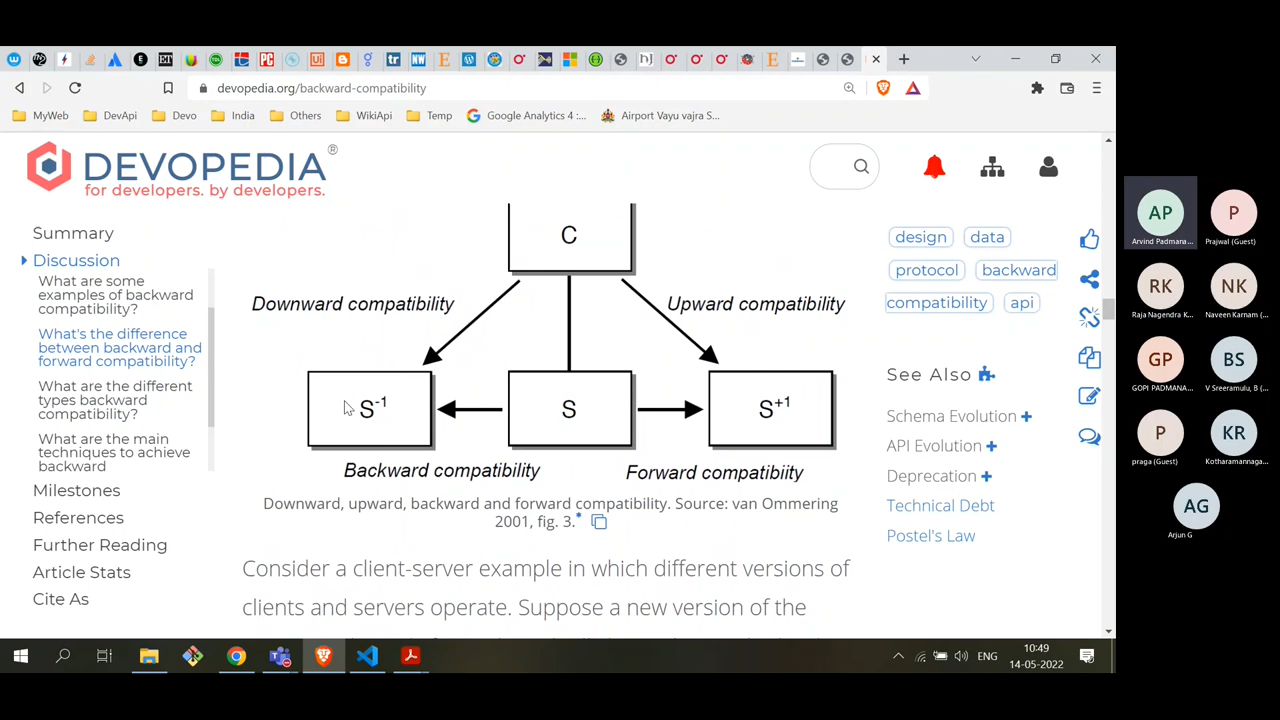 devopedia.org/backward-compatibility
MyWeb
DevApi
Devo
India
Others
WikiApi
Temp
Google Analytics 4 :...
Airport Vayu vajra S...
DEVOPEDIA®
for developers. by developers.
Summary
Discussion
What are some
examples of backward
compatibility?
What's the difference
between backward and
forward compatibility?
What are the different
types backward
compatibility?
What are the main
techniques to achieve
backward
Milestones
References
Further Reading
Article Stats
Cite As
C
Downward compatibility
Upward compatibility
S-1
S
S+1
Backward compatibility
Forward compatibiity
Downward, upward, backward and forward compatibility. Source: van Ommering
2001, fig. 3.*
Consider a client-server example in which different versions of
clients and servers operate. Suppose a new version of the
design
data
protocol
backward
compatibility
api
See Also
Schema Evolution +
API Evolution +
Deprecation +
Technical Debt
Postel's Law
AP
Arvind Padmana...
P
Prajwal (Guest)
RK
Raja Nagendra K...
NK
Naveen Karnam (...
GP
GOPI PADMANA...
BS
V Sreeramulu, B (...
P
praga (Guest)
KR
Kotharamannaga...
AG
Arjun G
ENG
10:49
14-05-2022